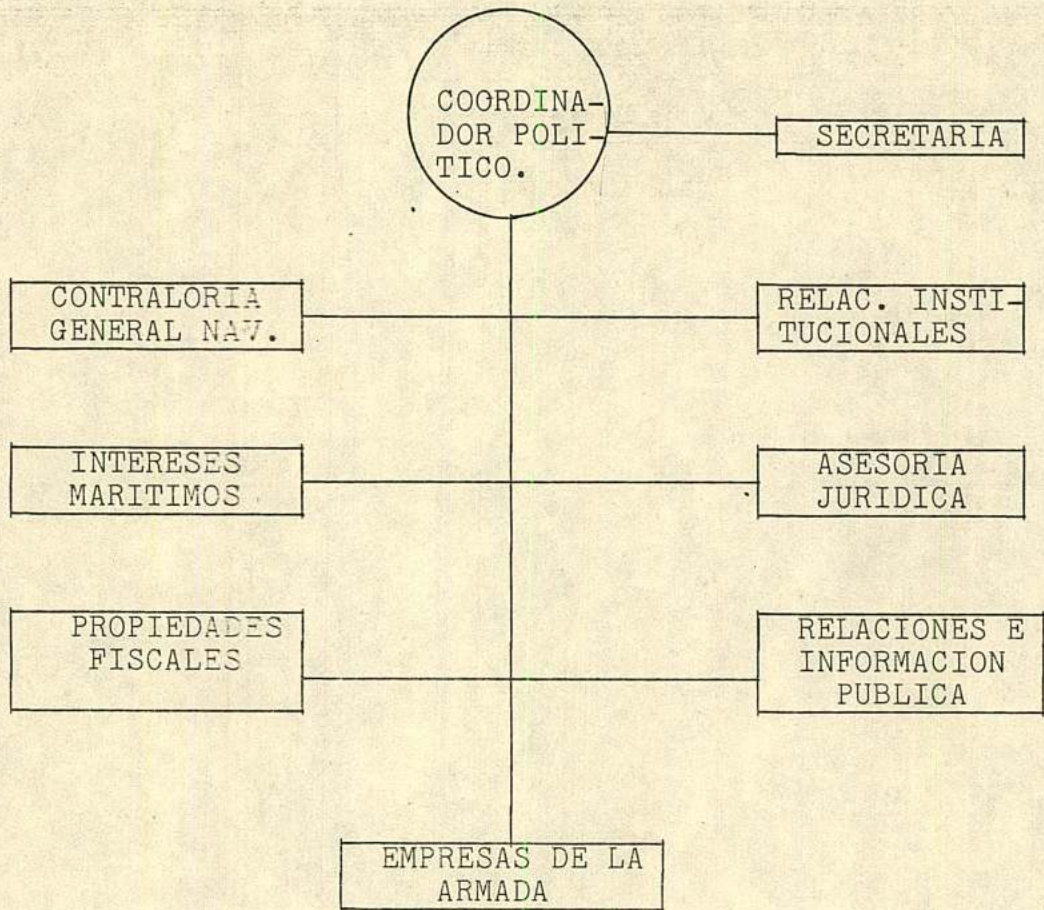 COORDINA-
DOR POLI-
TICO.
SECRETARIA
CONTRALORIA
GENERAL NAV.
RELAC. INSTI-
TUCIONALES
INTERESES
MARITIMOS
ASESORIA
JURIDICA
PROPIEDADES
FISCALES
RELACIONES E
INFORMACION
PUBLICA
EMPRESAS DE LA
ARMADA